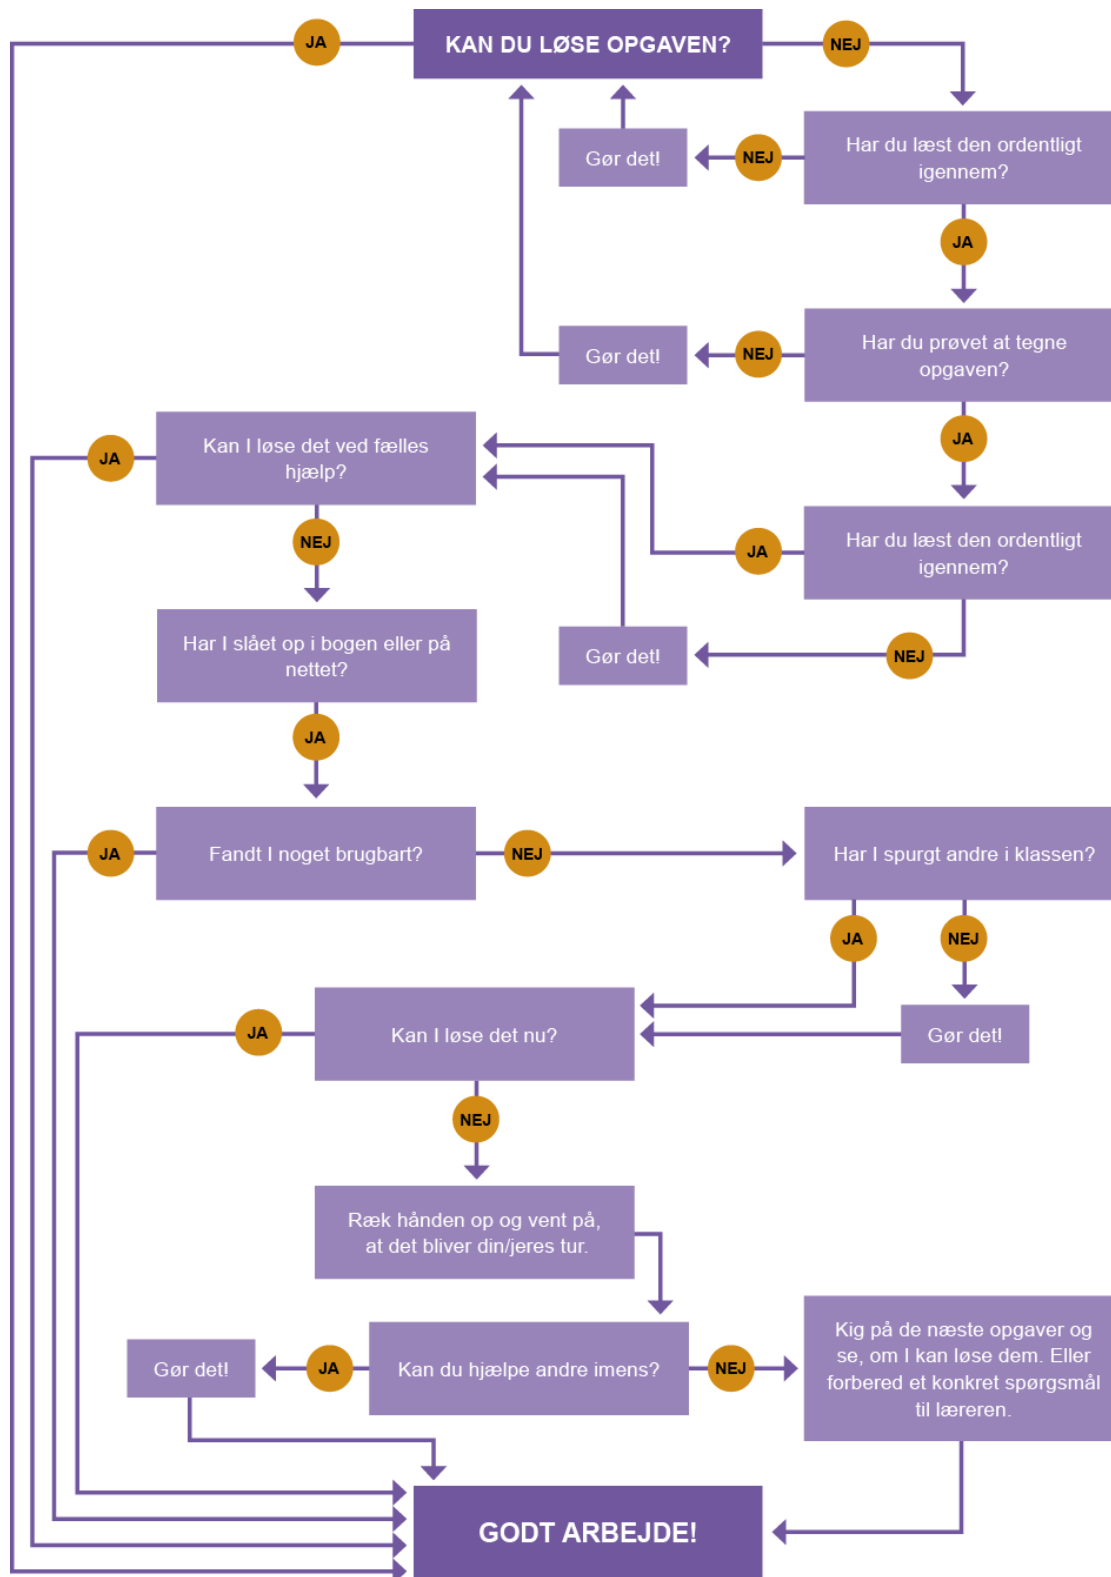 JA
KAN DU LØSE OPGAVEN?
NEJ
Gør det!
NEJ
Har du læst den ordentligt
igennem?
JA
Gør det!
NEJ
Har du prøvet at tegne
opgaven?
JA
Kan I løse det ved fælles
hjælp?
JA
NEJ
JA
Har du læst den ordentligt
igennem?
Har I slået op i bogen eller på
nettet?
Gør det!
NEJ
JA
JA
Fandt I noget brugbart?
NEJ
Har I spurgt andre i klassen?
JA
NEJ
JA
Kan I løse det nu?
Gør det!
NEJ
Ræk hånden op og vent på,
at det bliver din/jeres tur.
Gør det!
JA
Kan du hjælpe andre imens?
NEJ
Kig på de næste opgaver og
se, om I kan løse dem. Eller
forbered et konkret spørgsmål
til læreren.
GODT ARBEJDE!